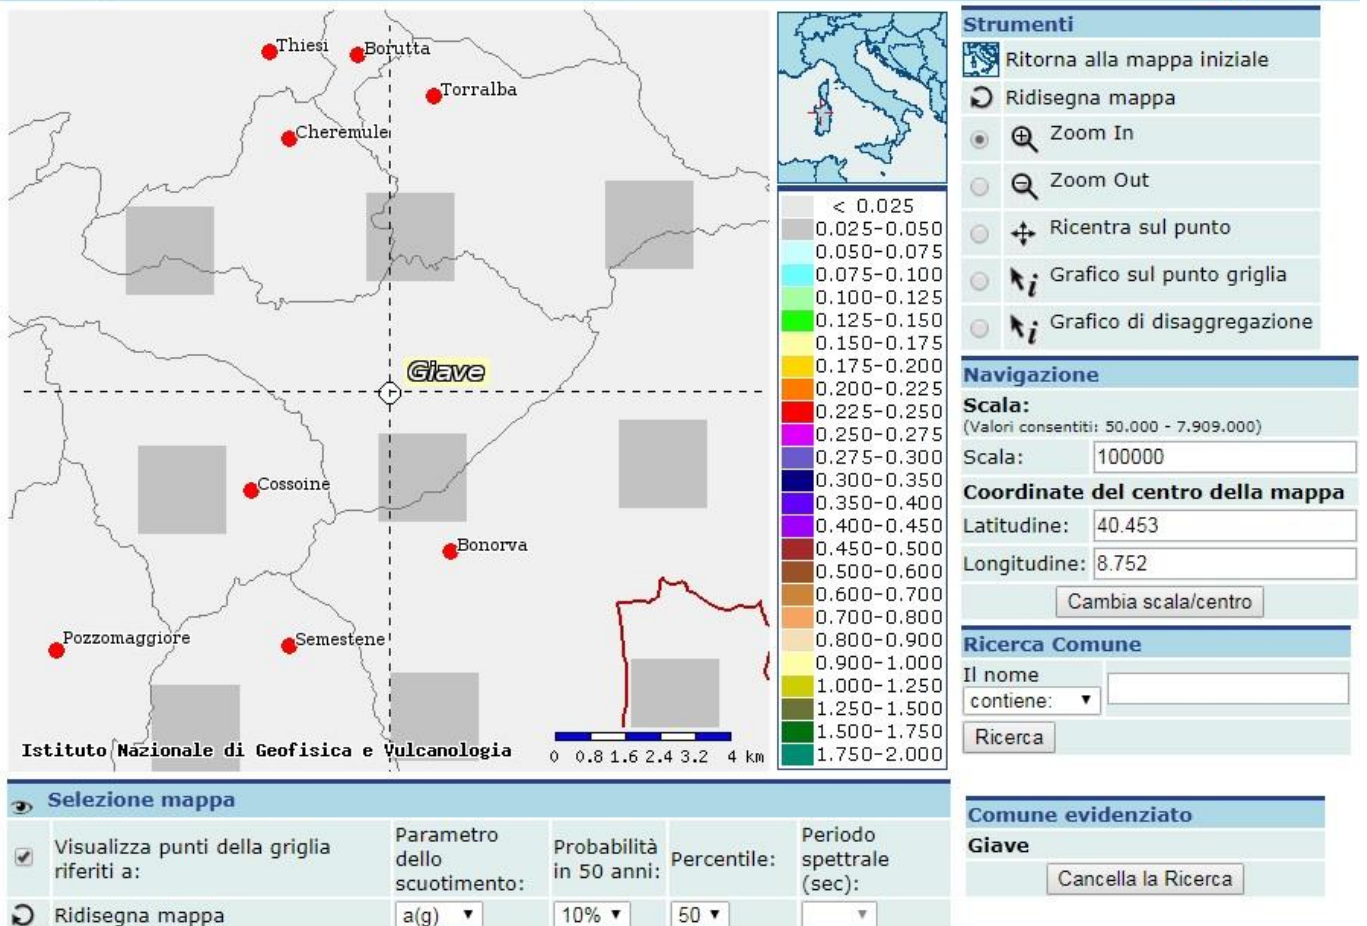 Thiesi
Borutta
Torralba
Cheremule
Giave
Cossoine
Bonorva
Pozzomaggiore
Semestene
Istituto Nazionale di Geofisica e Vulcanologia
0 0.8 1.6 2.4 3.2 4 km
< 0.025
0.025-0.050
0.050-0.075
0.075-0.100
0.100-0.125
0.125-0.150
0.150-0.175
0.175-0.200
0.200-0.225
0.225-0.250
0.250-0.275
0.275-0.300
0.300-0.350
0.350-0.400
0.400-0.450
0.450-0.500
0.500-0.600
0.600-0.700
0.700-0.800
0.800-0.900
0.900-1.000
1.000-1.250
1.250-1.500
1.500-1.750
1.750-2.000
Strumenti
Ritorna alla mappa iniziale
Ridisegna mappa
Zoom In
Zoom Out
Ricentra sul punto
Grafico sul punto griglia
Grafico di disaggregazione
Navigazione
Scala:
(Valori consentiti: 50.000 - 7.909.000)
Scala: 100000
Coordinate del centro della mappa
Latitudine: 40.453
Longitudine: 8.752
Cambia scala/centro
Ricerca Comune
Il nome
contiene:
Ricerca
Selezione mappa
Visualizza punti della griglia
riferiti a:
Parametro
dello
scuotimento:
Probabilità
in 50 anni:
Percentile:
Periodo
spettrale
(sec):
Ridisegna mappa
a(g)
10%
50
Comune evidenziato
Giave
Cancella la Ricerca